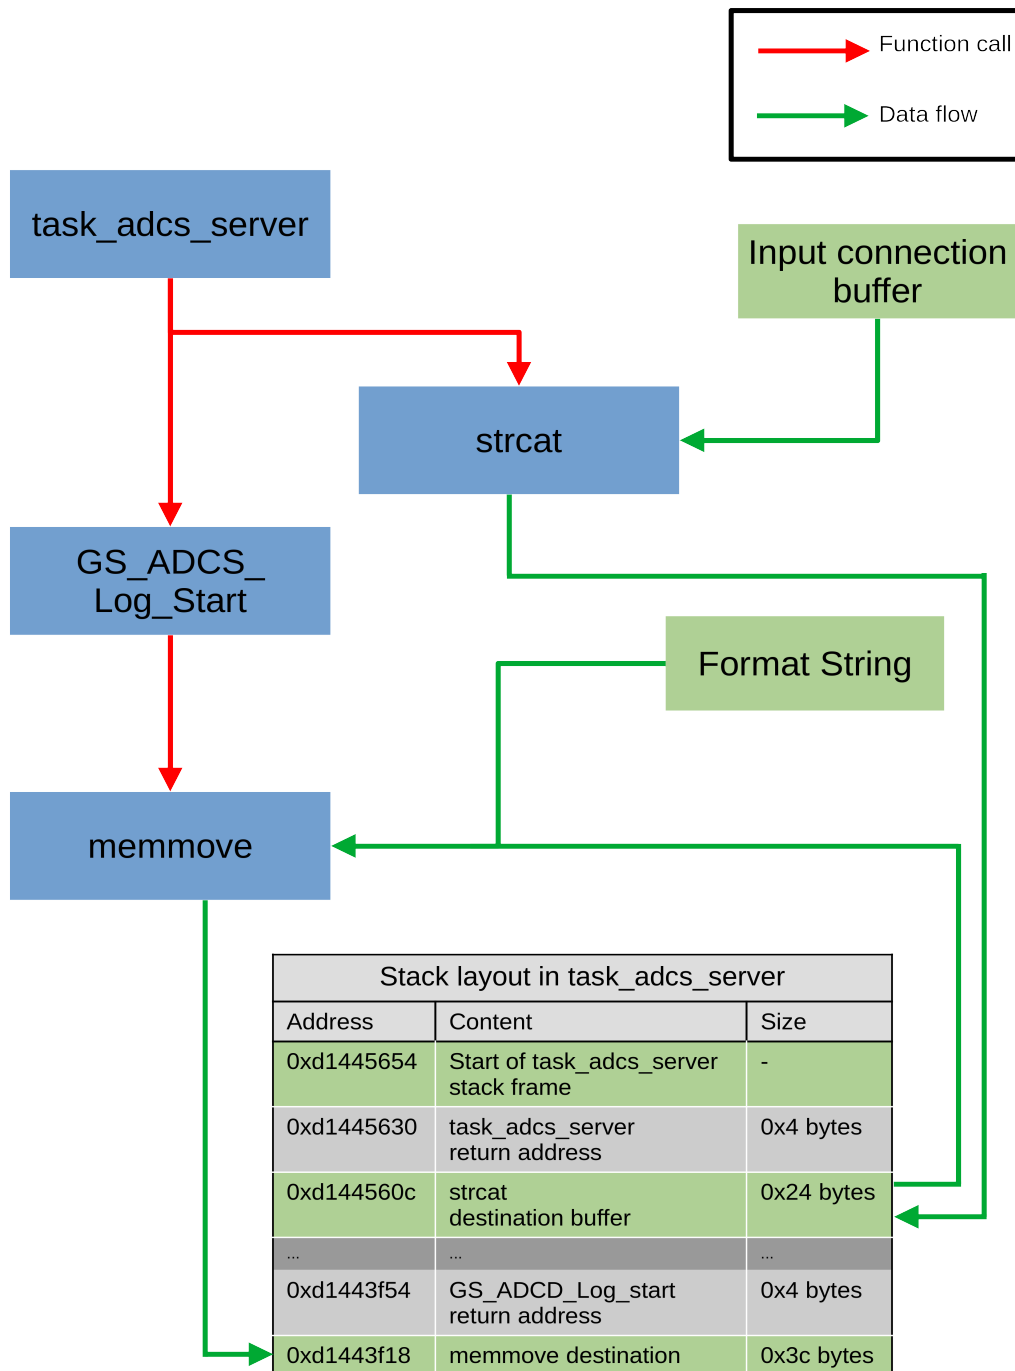 Function call
Data flow
task_adcs_server
Input connection
buffer
strcat
GS_ADCS_
Log_Start
Format String
memmove
Stack layout in task_adcs_server
Address Content Size
0xd1445654 Start of task_adcs_server -
stack frame
0xd1445630 task_adcs_server 0x4 bytes
return address
0xd144560c strcat 0x24 bytes
destination buffer
... ... ...
0xd1443f54 GS_ADCD_Log_start 0x4 bytes
return address
0xd1443f18 memmove destination 0x3c bytes